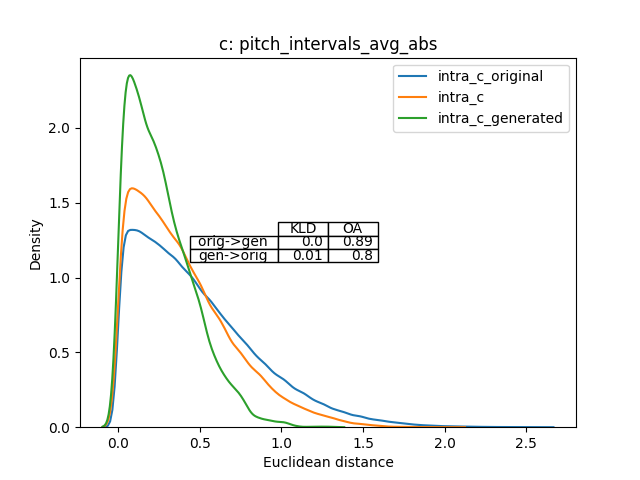 c: pitch_intervals_avg_abs
intra_c_original
intra_c
intra_c_generated
2.0
1.5
1.0
0.5
0.0
Density
KLD OA
orig->gen 0.0 0.89
gen->orig 0.01 0.8
0.0 0.5 1.0 1.5 2.0 2.5
Euclidean distance